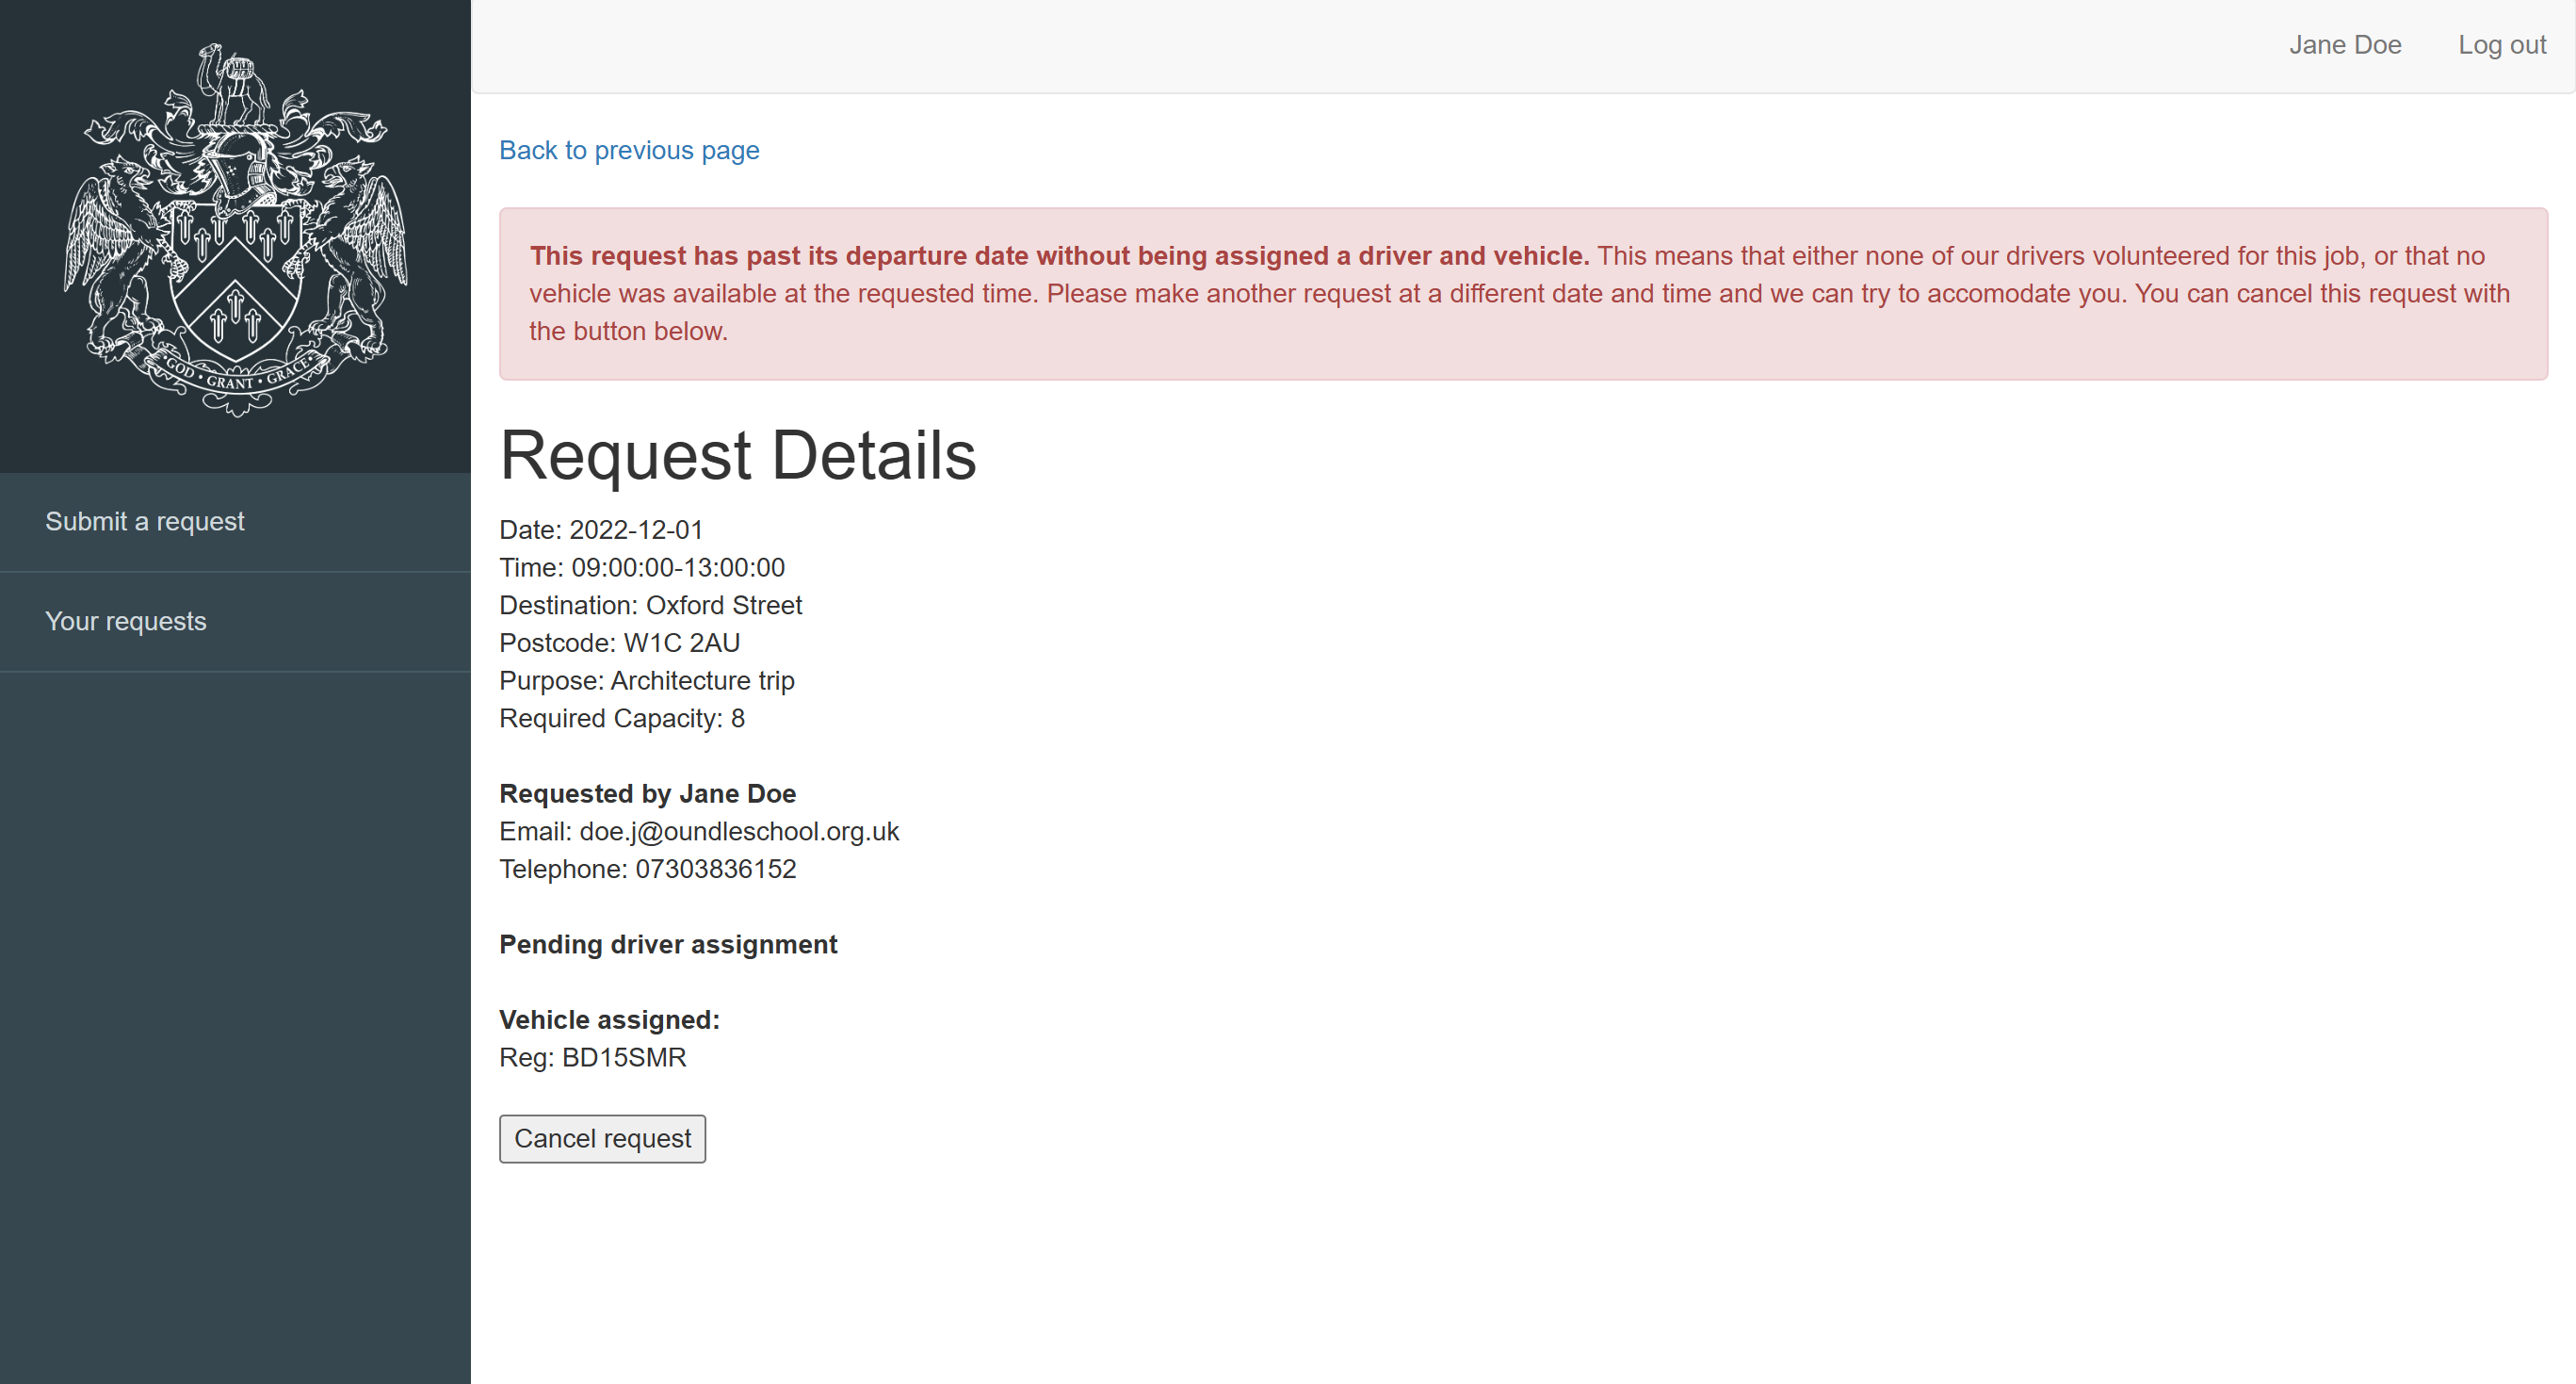 GOD • GRANT • GRACE
Submit a request
Your requests
Jane Doe
Log out
Back to previous page
This request has past its departure date without being assigned a driver and vehicle. This means that either none of our drivers volunteered for this job, or that no
vehicle was available at the requested time. Please make another request at a different date and time and we can try to accomodate you. You can cancel this request with
the button below.
Request Details
Date: 2022-12-01
Time: 09:00:00-13:00:00
Destination: Oxford Street
Postcode: W1C 2AU
Purpose: Architecture trip
Required Capacity: 8
Requested by Jane Doe
Email: doe.j@oundleschool.org.uk
Telephone: 07303836152
Pending driver assignment
Vehicle assigned:
Reg: BD15SMR
Cancel request